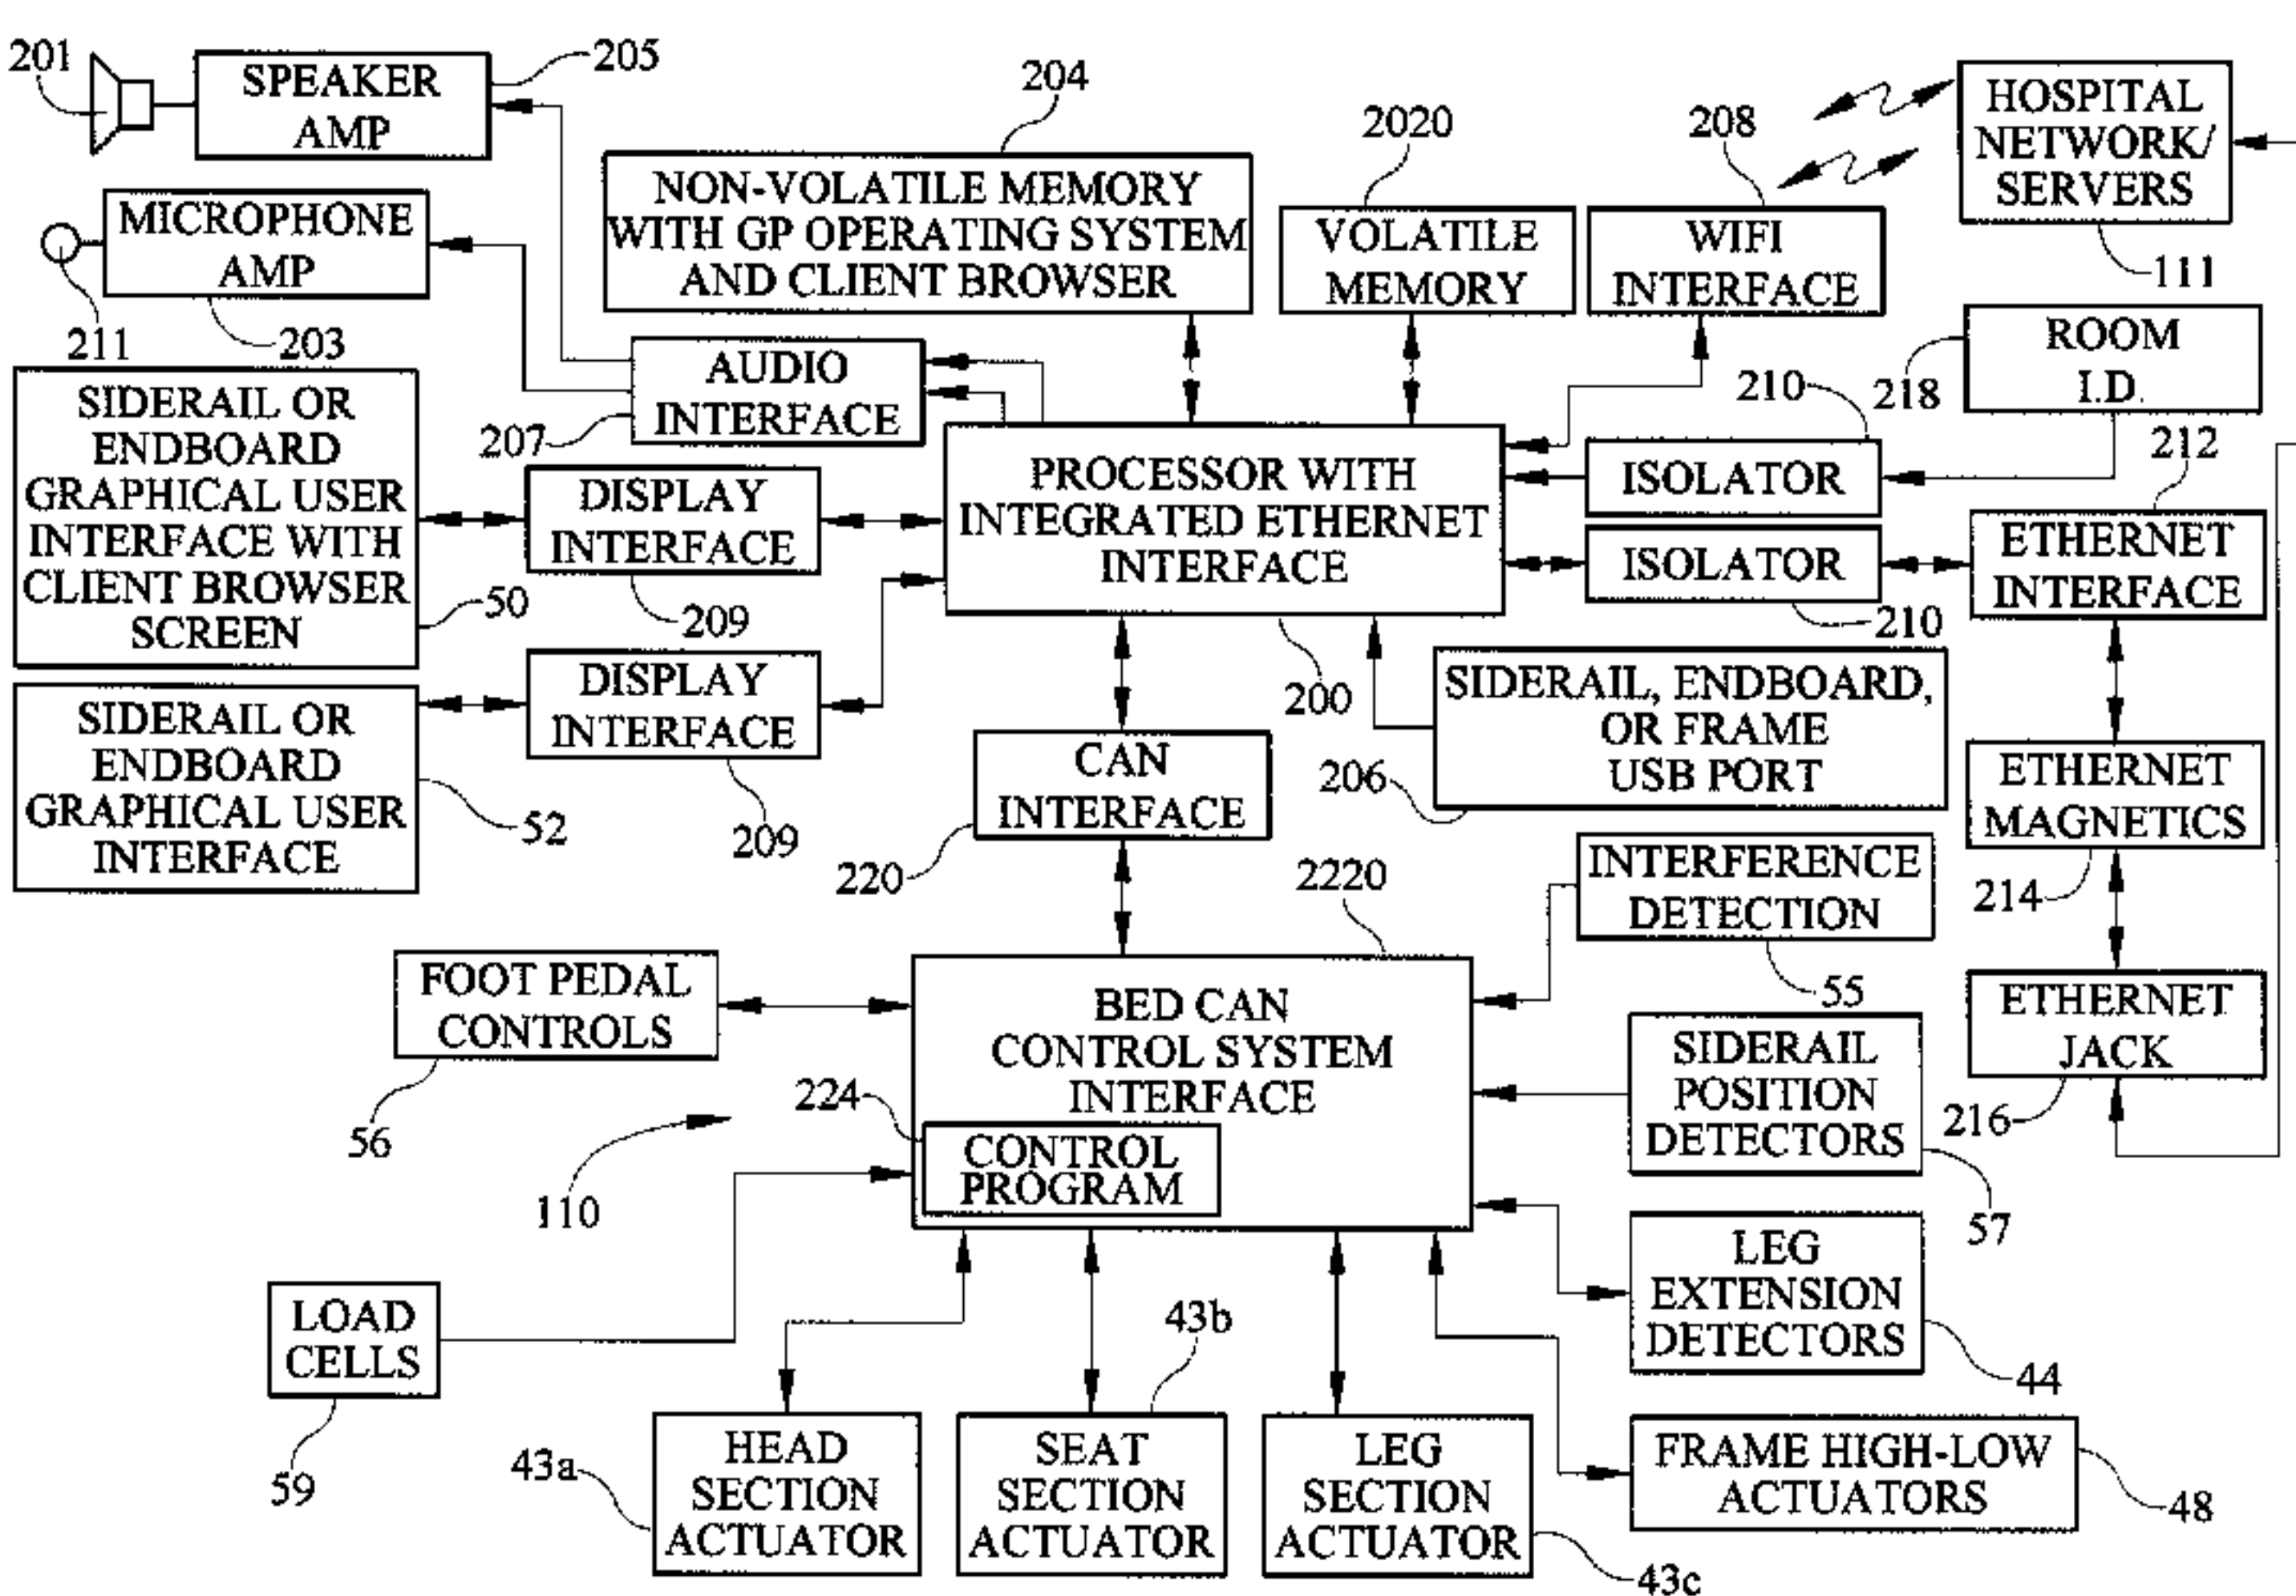 201
SPEAKER
AMP
205
204
2020
208
HOSPITAL
NETWORK/
SERVERS
111
NON-VOLATILE MEMORY
WITH GP OPERATING SYSTEM
AND CLIENT BROWSER
VOLATILE
MEMORY
WIFI
INTERFACE
MICROPHONE
AMP
211
203
AUDIO
INTERFACE
207
ROOM
I.D.
218
210
212
SIDERAIL OR
ENDBOARD
GRAPHICAL USER
INTERFACE WITH
CLIENT BROWSER
SCREEN
50
DISPLAY
INTERFACE
209
PROCESSOR WITH
INTEGRATED ETHERNET
INTERFACE
200
ISOLATOR
ISOLATOR
210
ETHERNET
INTERFACE
SIDERAIL OR
ENDBOARD
GRAPHICAL USER
INTERFACE
52
DISPLAY
INTERFACE
209
CAN
INTERFACE
220
SIDERAIL, ENDBOARD,
OR FRAME
USB PORT
206
ETHERNET
MAGNETICS
214
2220
INTERFERENCE
DETECTION
55
FOOT PEDAL
CONTROLS
56
BED CAN
CONTROL SYSTEM
INTERFACE
224
CONTROL
PROGRAM
110
SIDERAIL
POSITION
DETECTORS
57
ETHERNET
JACK
216
LOAD
CELLS
59
LEG
EXTENSION
DETECTORS
44
43a
HEAD
SECTION
ACTUATOR
43b
SEAT
SECTION
ACTUATOR
LEG
SECTION
ACTUATOR
43c
FRAME HIGH-LOW
ACTUATORS
48